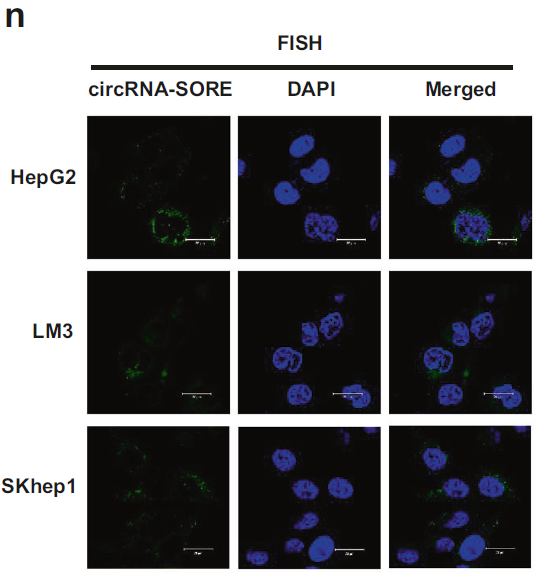 n
FISH
circRNA-SORE DAPI Merged
HepG2
LM3
SKhep1